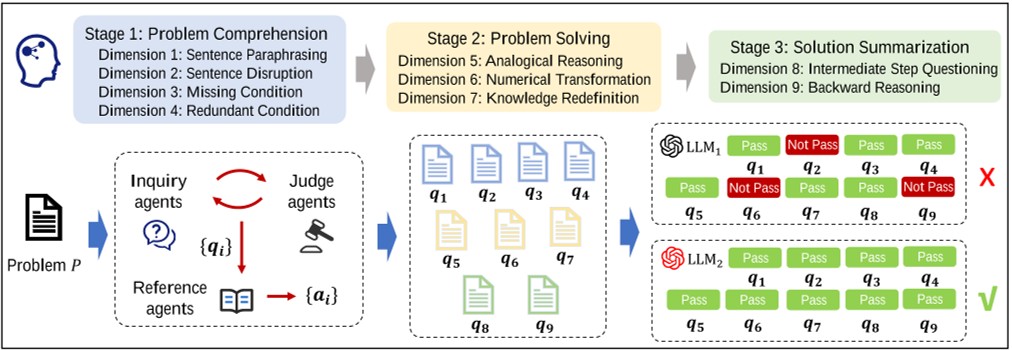 Stage 1: Problem Comprehension
Dimension 1: Sentence Paraphrasing
Dimension 2: Sentence Disruption
Dimension 3: Missing Condition
Dimension 4: Redundant Condition
Stage 2: Problem Solving
Dimension 5: Analogical Reasoning
Dimension 6: Numerical Transformation
Dimension 7: Knowledge Redefinition
Stage 3: Solution Summarization
Dimension 8: Intermediate Step Questioning
Dimension 9: Backward Reasoning
Problem P
Inquiry agents
Judge agents
{qᵢ}
Reference agents
{aᵢ}
q₁ q₂ q₃ q₄
q₅ q₆ q₇
q₈ q₉
LLM₁ Pass Not Pass Pass Pass
q₁ q₂ q₃ q₄
Pass Not Pass Pass Pass Not Pass
q₅ q₆ q₇ q₈ q₉
X
LLM₂ Pass Pass Pass Pass
q₁ q₂ q₃ q₄
Pass Pass Pass Pass Pass
q₅ q₆ q₇ q₈ q₉
√